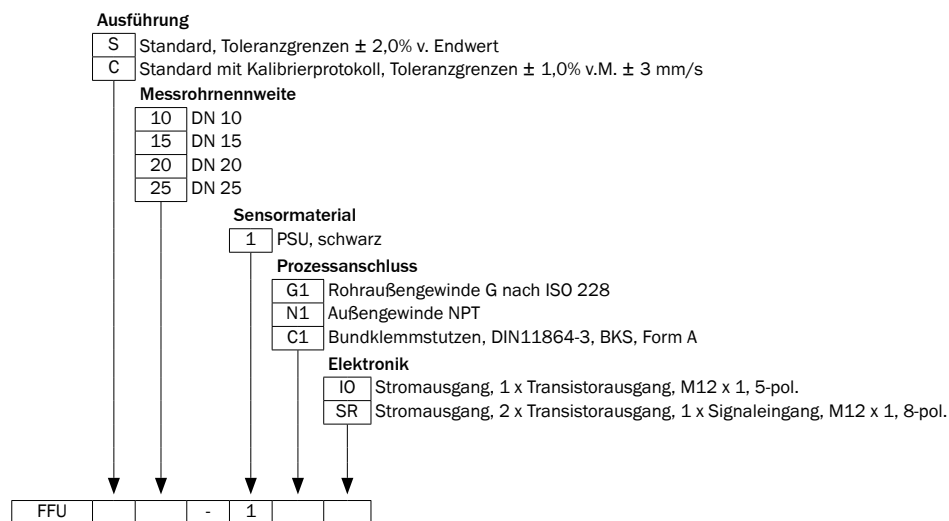 Ausführung
S Standard, Toleranzgrenzen ± 2,0% v. Endwert
C Standard mit Kalibrierprotokoll, Toleranzgrenzen ± 1,0% v.M. ± 3 mm/s
Messrohrnennweite
10 DN 10
15 DN 15
20 DN 20
25 DN 25
Sensormaterial
1 PSU, schwarz
Prozessanschluss
G1 Rohraußengewinde G nach ISO 228
N1 Außengewinde NPT
C1 Bundklemmstutzen, DIN11864-3, BKS, Form A
Elektronik
IO Stromausgang, 1 x Transistorausgang, M12 x 1, 5-pol.
SR Stromausgang, 2 x Transistorausgang, 1 x Signaleingang, M12 x 1, 8-pol.
FFU - 1